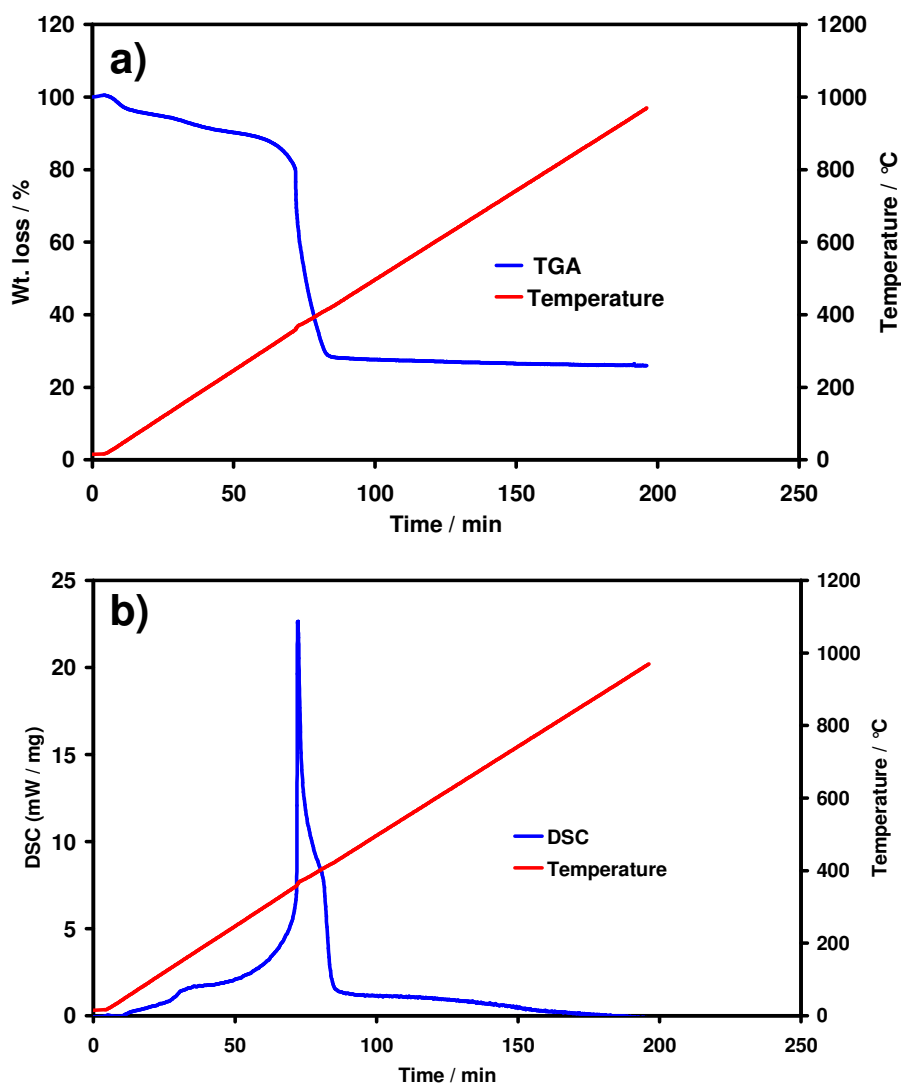 a)
120
100
80
60
40
20
0
Wt. loss / %
1200
1000
800
600
400
200
0
Temperature / °C
TGA
Temperature
0 50 100 150 200 250
Time / min
b)
25
20
15
10
5
0
DSC (mW / mg)
1200
1000
800
600
400
200
0
Temperature / °C
DSC
Temperature
0 50 100 150 200 250
Time / min